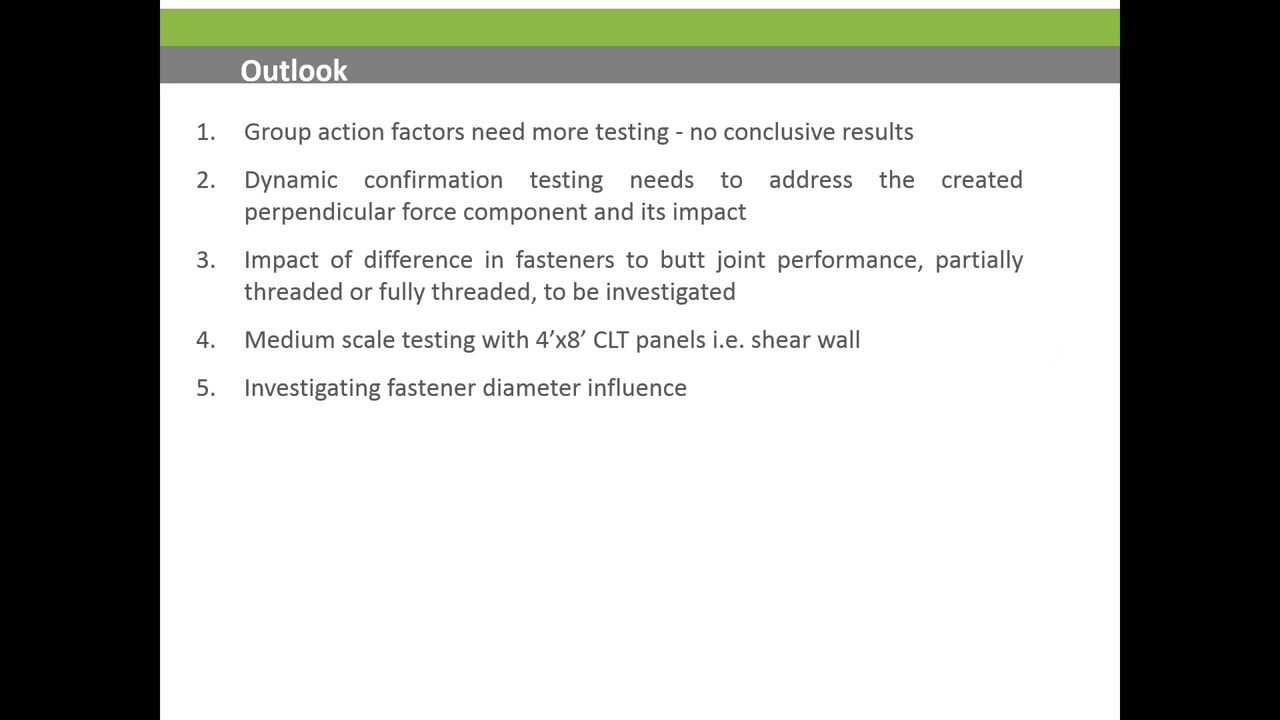 Outlook
1. Group action factors need more testing - no conclusive results
2. Dynamic confirmation testing needs to address the created
perpendicular force component and its impact
3. Impact of difference in fasteners to butt joint performance, partially
threaded or fully threaded, to be investigated
4. Medium scale testing with 4’x8’ CLT panels i.e. shear wall
5. Investigating fastener diameter influence